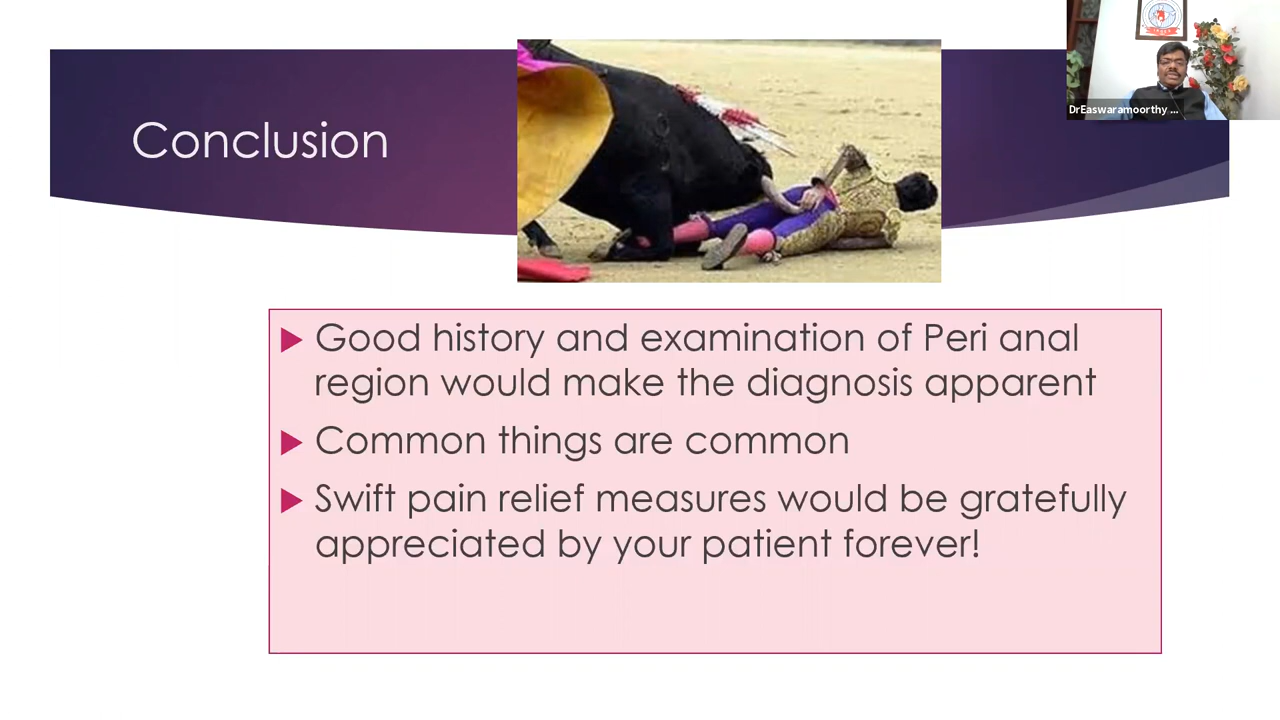 DrEaswaramoorthy ...
Conclusion
Good history and examination of Peri anal
region would make the diagnosis apparent
Common things are common
Swift pain relief measures would be gratefully
appreciated by your patient forever!